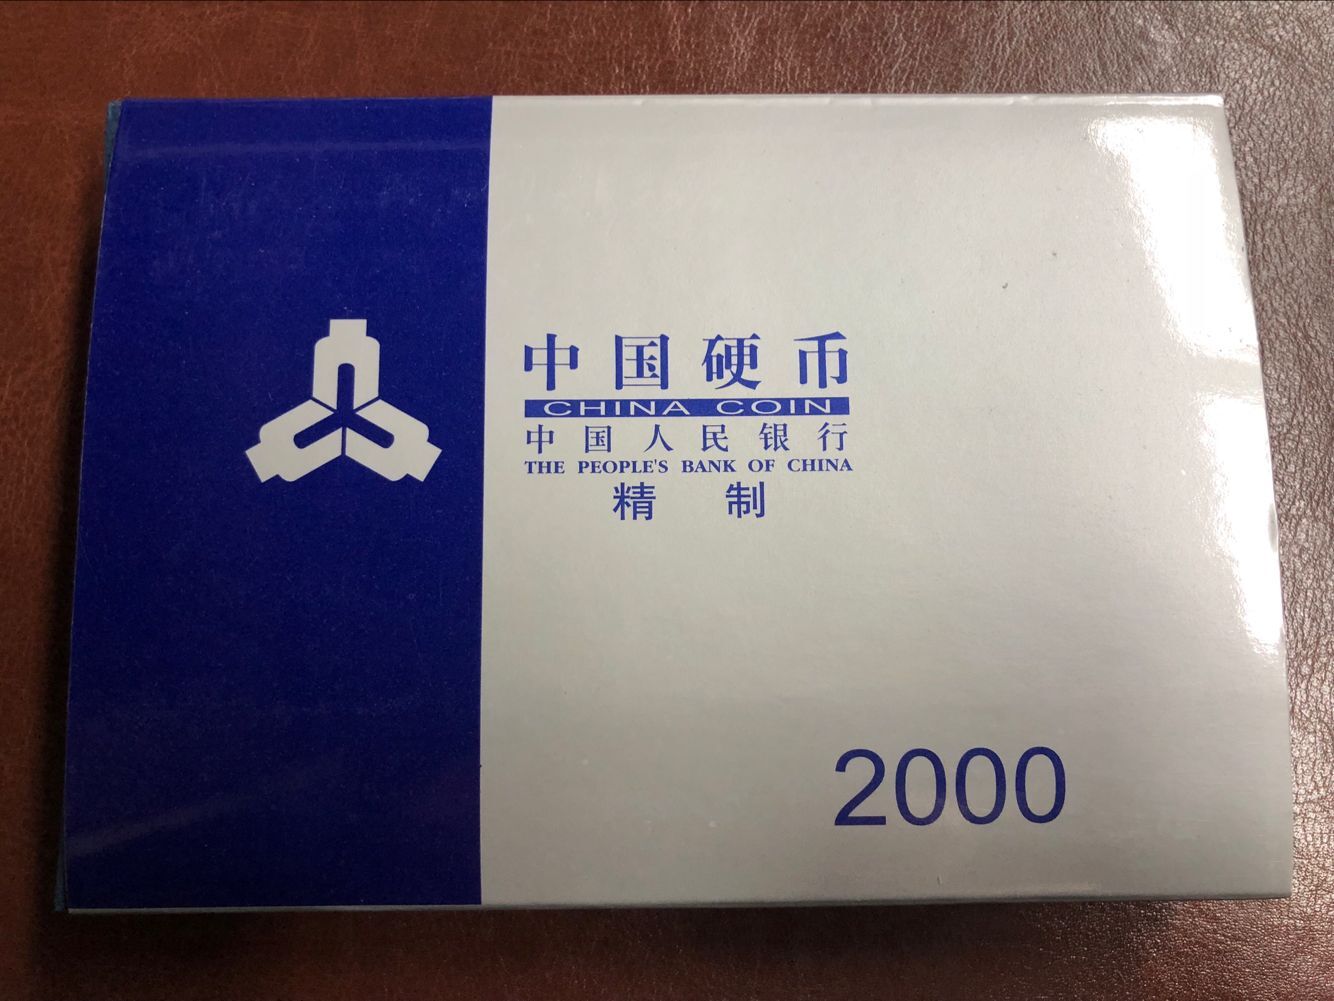 中国硬币
CHINA COIN
中国人民银行
THE PEOPLE'S BANK OF CHINA
精 制
2000